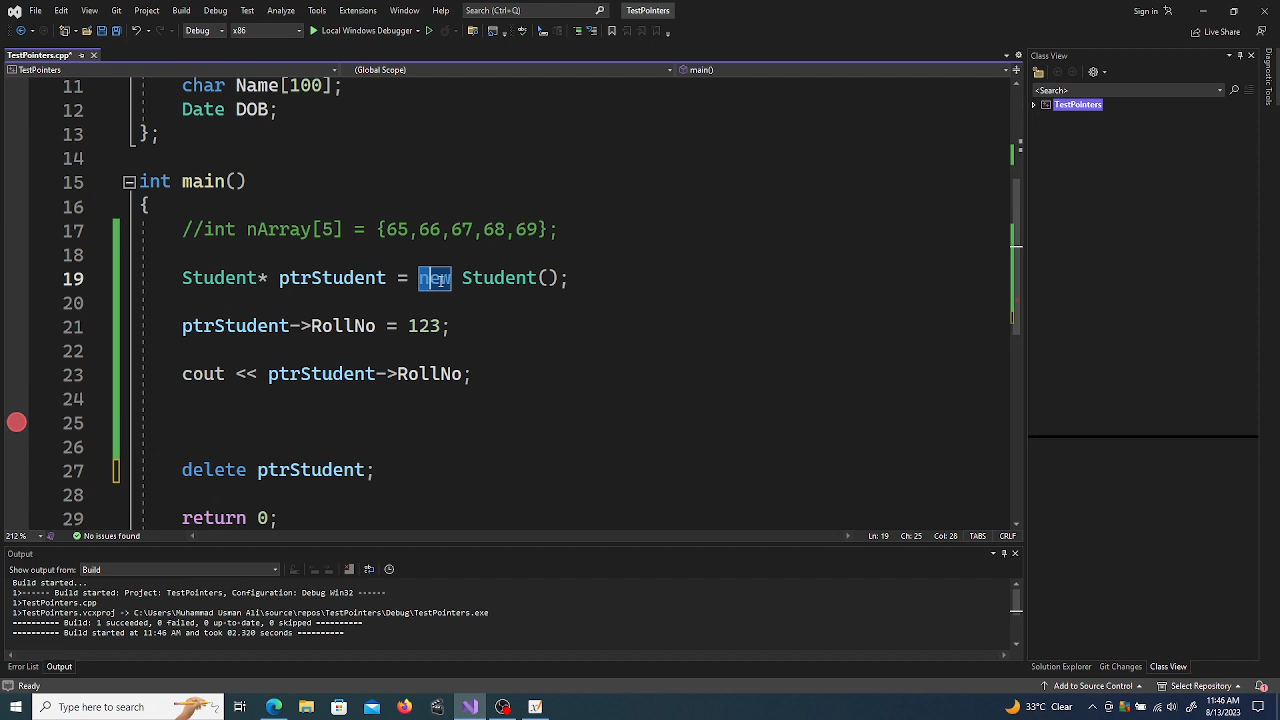 File Edit View Git Project Build Debug Test Analyze Tools Extensions Window Help Search (Ctrl+Q) TestPointers Sign in
Debug x86 Local Windows Debugger Live Share
TestPointers.cpp* Class View
TestPointers (Global Scope) main()
<Search>
TestPointers
Diagnostic Tools
11 char Name[100];
12 Date DOB;
13 };
14
15 int main()
16 {
17 //int nArray[5] = {65,66,67,68,69};
18
19 Student* ptrStudent = new Student();
20
21 ptrStudent->RollNo = 123;
22
23 cout << ptrStudent->RollNo;
24
25
26
27 delete ptrStudent;
28
29 return 0;
212 % No issues found Ln: 19 Ch: 25 Col: 28 TABS CRLF
Output
Show output from: Build
Build started...
1>------ Build started: Project: TestPointers, Configuration: Debug Win32 ------
1>TestPointers.cpp
1>TestPointers.vcxproj -> C:\Users\Muhammad Usman Ali\source\repos\TestPointers\Debug\TestPointers.exe
========== Build: 1 succeeded, 0 failed, 0 up-to-date, 0 skipped ==========
========== Build started at 11:46 AM and took 02.320 seconds ==========
Error List Output Solution Explorer Git Changes Class View
Ready Add to Source Control Select Repository
Type here to search 33°C Clear 11:46 AM
8/13/2023